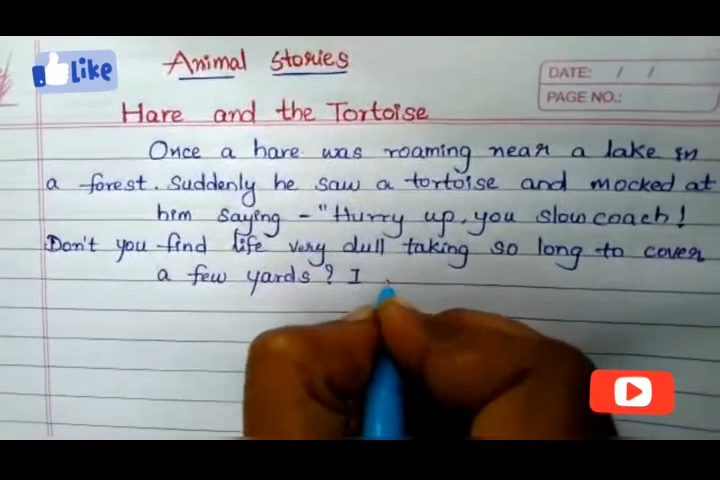 Like
Animal Stories
DATE: / /
PAGE NO.:
Hare and the Tortoise
Once a hare was roaming near a lake in
a forest. Suddenly he saw a tortoise and mocked at
him saying - "Hurry up, you slow coach!
Don't you find life very dull taking so long to cover
a few yards? I